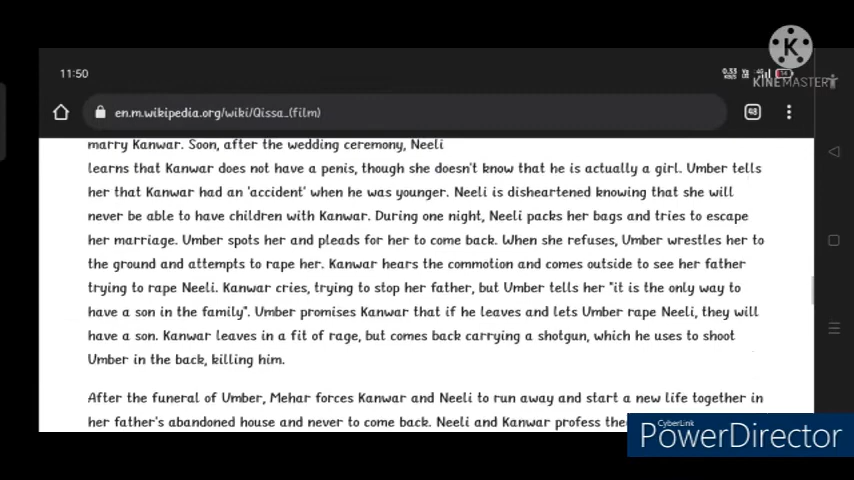 11:50
0.33
KB/S
4G
14
K
KINEMASTER
en.m.wikipedia.org/wiki/Qissa_(film)
marry Kanwar. Soon, after the wedding ceremony, Neeli
learns that Kanwar does not have a penis, though she doesn't know that he is actually a girl. Umber tells
her that Kanwar had an 'accident' when he was younger. Neeli is disheartened knowing that she will
never be able to have children with Kanwar. During one night, Neeli packs her bags and tries to escape
her marriage. Umber spots her and pleads for her to come back. When she refuses, Umber wrestles her to
the ground and attempts to rape her. Kanwar hears the commotion and comes outside to see her father
trying to rape Neeli. Kanwar cries, trying to stop her father, but Umber tells her "it is the only way to
have a son in the family". Umber promises Kanwar that if he leaves and lets Umber rape Neeli, they will
have a son. Kanwar leaves in a fit of rage, but comes back carrying a shotgun, which he uses to shoot
Umber in the back, killing him.
After the funeral of Umber, Mehar forces Kanwar and Neeli to run away and start a new life together in
her father's abandoned house and never to come back. Neeli and Kanwar profess
CyberLink
PowerDirector